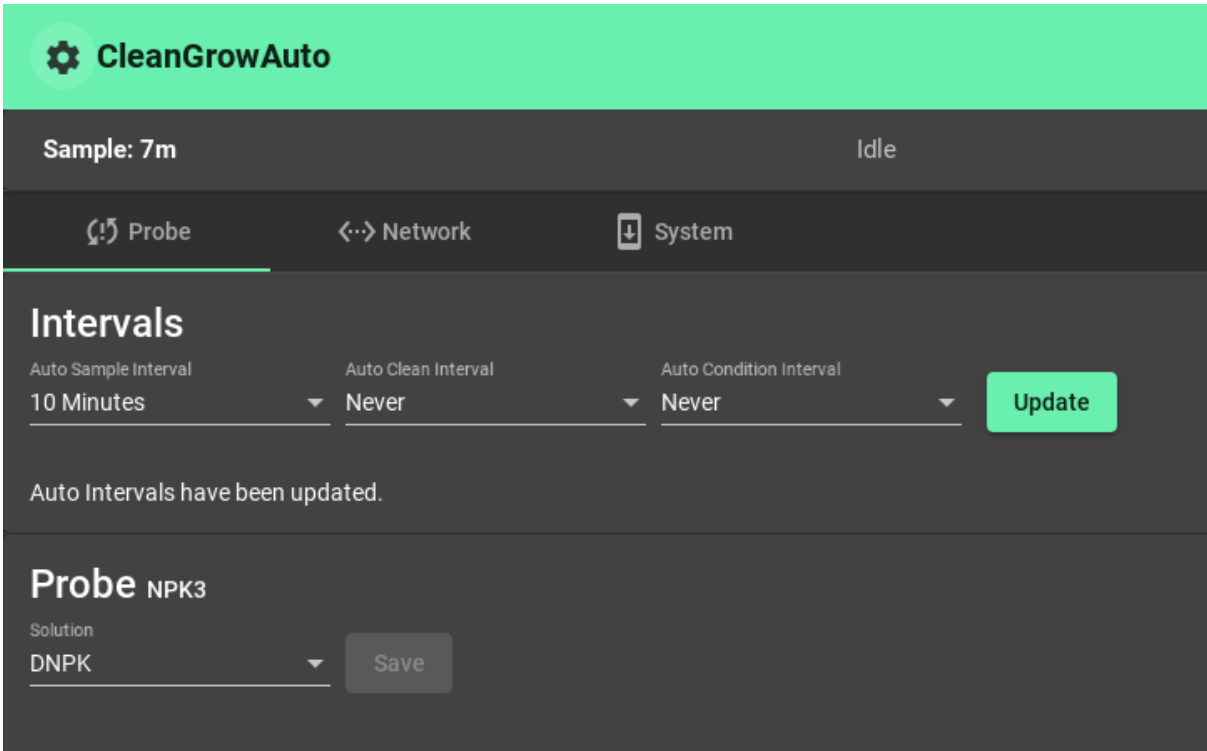 CleanGrowAuto
Sample: 7m
Idle
Probe
Network
System
Intervals
Auto Sample Interval
Auto Clean Interval
Auto Condition Interval
10 Minutes
Never
Never
Update
Auto Intervals have been updated.
Probe NPK3
Solution
DNPK
Save